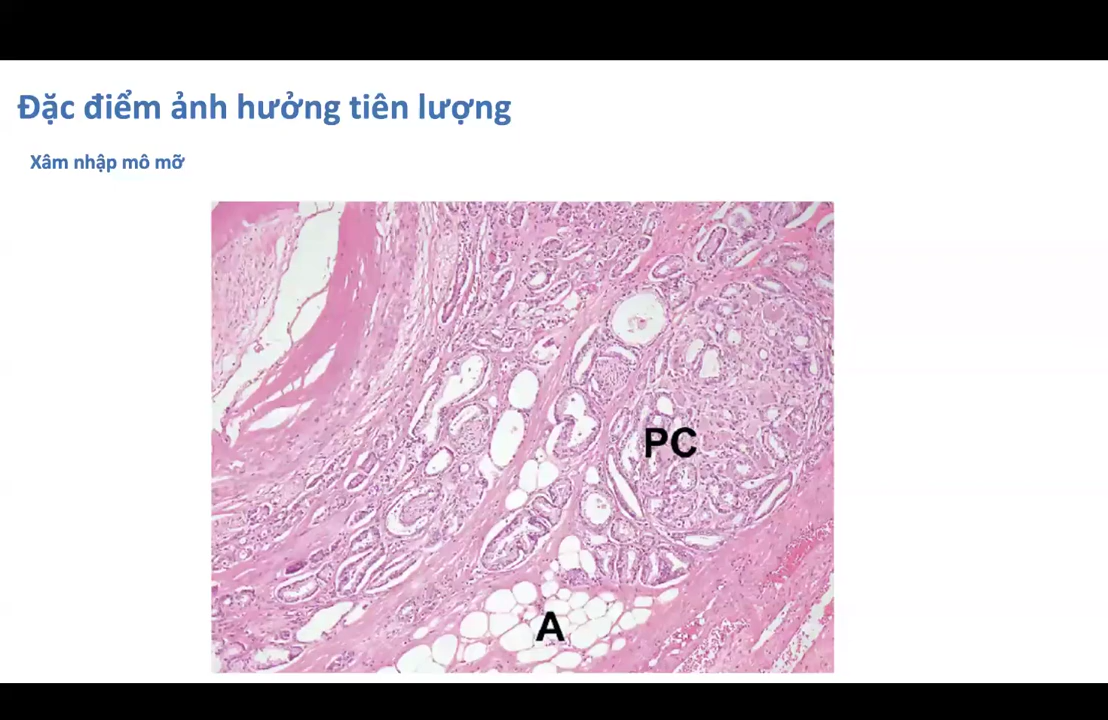 Đặc điểm ảnh hưởng tiên lượng
Xâm nhập mô mỡ
PC
A